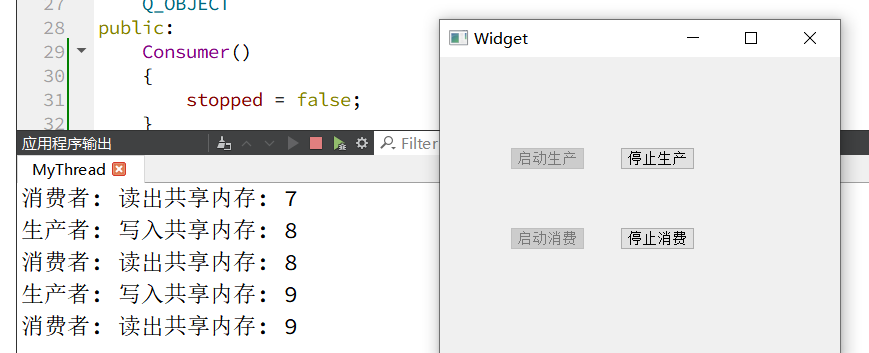 27 Q_OBJECT
28 public:
29 Consumer()
30 {
31 stopped = false;
32 }
应用程序输出
Filter
MyThread
消费者: 读出共享内存: 7
生产者: 写入共享内存: 8
消费者: 读出共享内存: 8
生产者: 写入共享内存: 9
消费者: 读出共享内存: 9
Widget
启动生产 停止生产
启动消费 停止消费